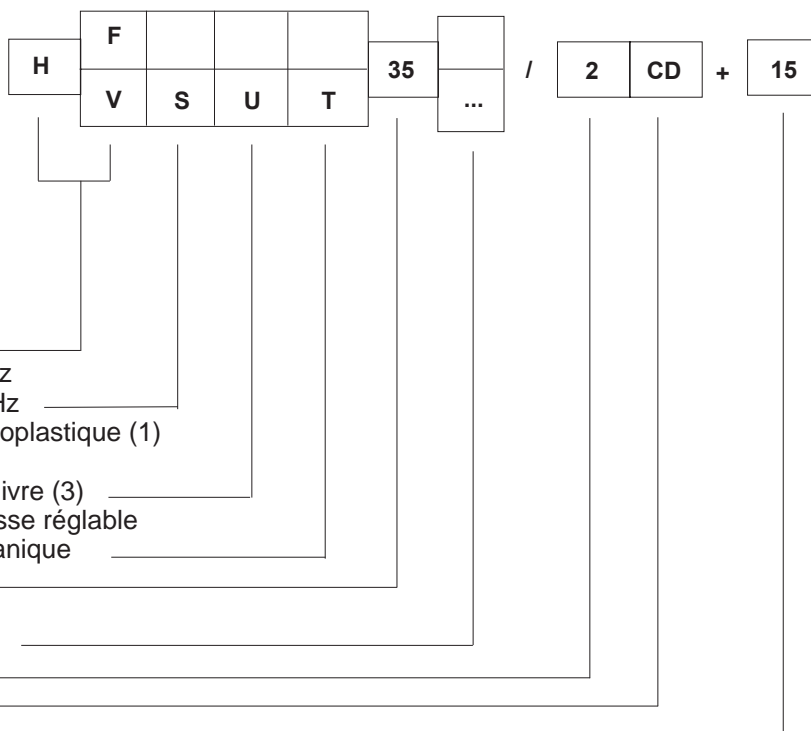 F
H 35 / 2 CD + 15
V S U T ...
z
Hz
oplastique (1)
ivre (3)
sse réglable
anique